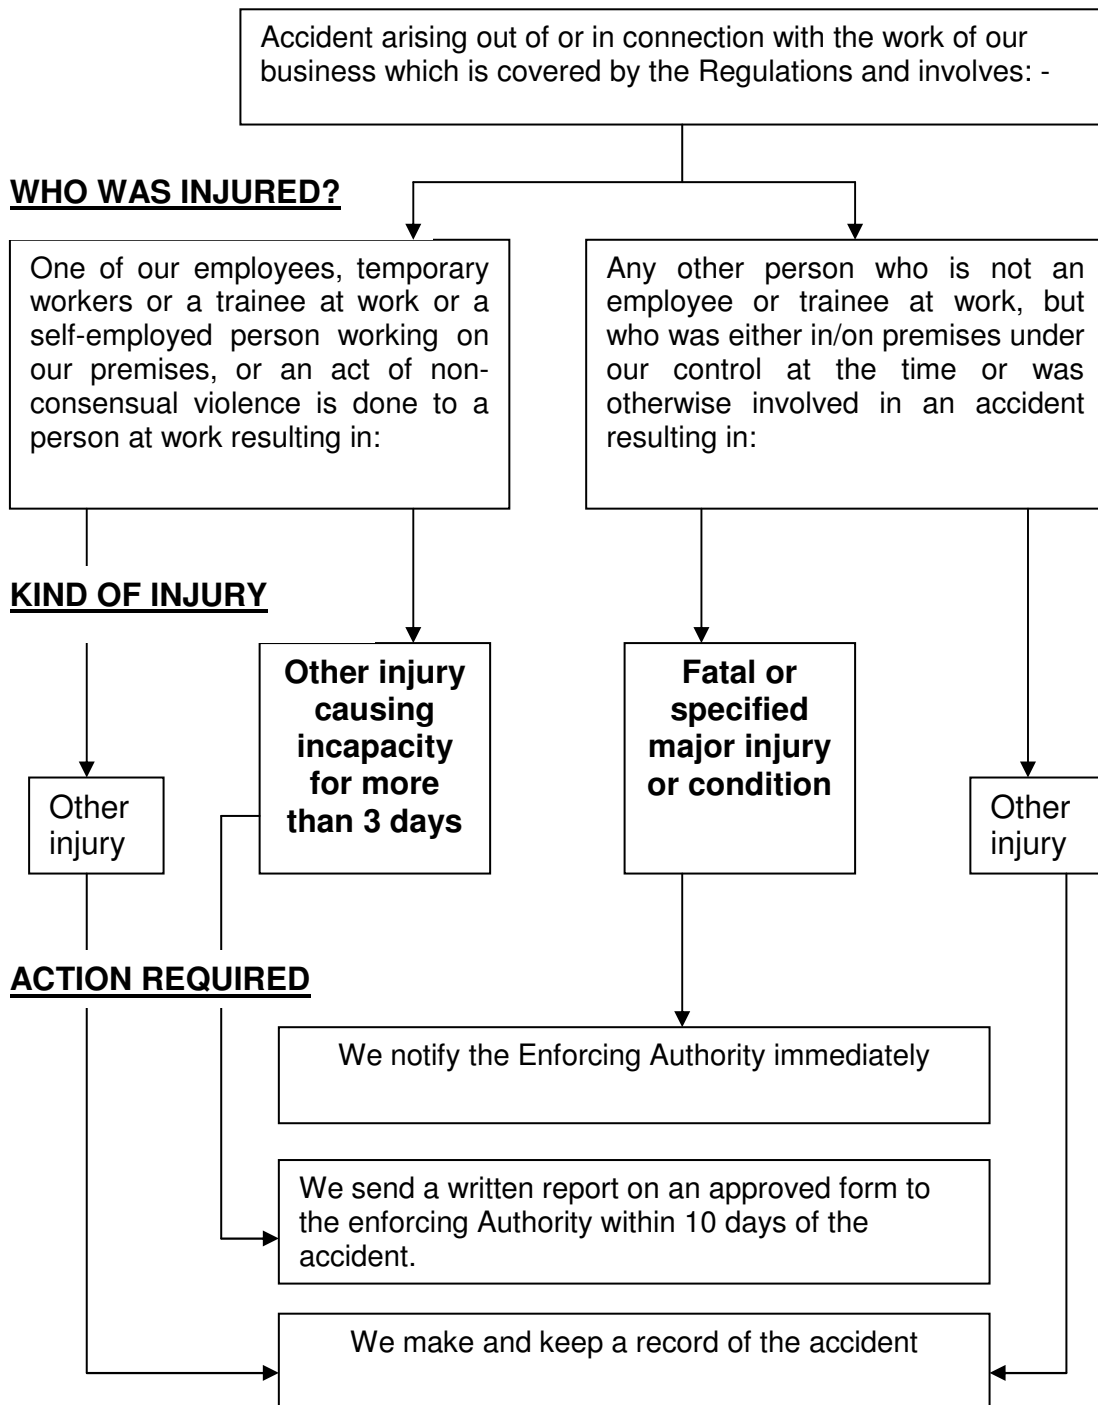 Accident arising out of or in connection with the work of our
business which is covered by the Regulations and involves: -
WHO WAS INJURED?
One of our employees, temporary
workers or a trainee at work or a
self-employed person working on
our premises, or an act of non-
consensual violence is done to a
person at work resulting in:
Any other person who is not an
employee or trainee at work, but
who was either in/on premises under
our control at the time or was
otherwise involved in an accident
resulting in:
KIND OF INJURY
Other injury
causing
incapacity
for more
than 3 days
Fatal or
specified
major injury
or condition
Other
injury
Other
injury
ACTION REQUIRED
We notify the Enforcing Authority immediately
We send a written report on an approved form to
the enforcing Authority within 10 days of the
accident.
We make and keep a record of the accident